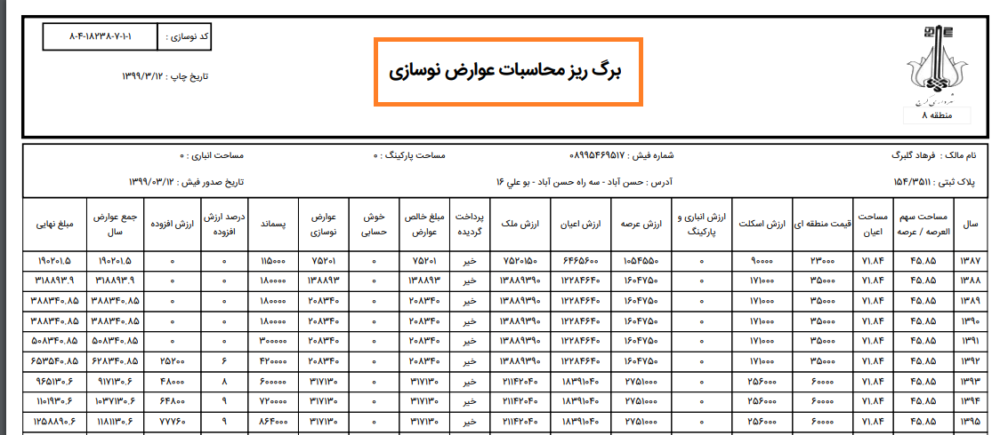 کد نوسازی : ۸-۴-۱۸۲۳۸-۷-۱-۱
برگ ریز محاسبات عوارض نوسازی
تاریخ چاپ : ۱۳۹۹/۳/۱۲
منطقه ۸
نام مالک : فرهاد گلبرگ شماره فیش : ۰۸۹۹۵۴۶۹۵۱۷ مساحت پارکینگ : ۰ مساحت انباری : ۰
پلاک ثبتی : ۱۵۴/۳۵۱۱ آدرس : حسن آباد - سه راه حسن آباد - بو علي ۱۶ تاریخ صدور فیش : ۱۳۹۹/۰۳/۱۲
سال مساحت سهم العرصه / عرصه مساحت اعیان قیمت منطقه ای ارزش اسکلت ارزش انباری و پارکینگ ارزش عرصه ارزش اعیان ارزش ملک پرداخت گردیده مبلغ خالص عوارض خوش حسابی عوارض نوسازی پسماند درصد ارزش افزوده ارزش افزوده جمع عوارض سال مبلغ نهایی
۱۳۸۷ ۴۵.۸۵ ۷۱.۸۴ ۲۳۰۰۰ ۹۰۰۰۰ ۰ ۱۰۵۴۵۵۰ ۶۴۶۵۶۰۰ ۷۵۲۰۱۵۰ خیر ۷۵۲۰۱ ۰ ۷۵۲۰۱ ۱۱۵۰۰۰ ۰ ۰ ۱۹۰۲۰۱.۵ ۱۹۰۲۰۱.۵
۱۳۸۸ ۴۵.۸۵ ۷۱.۸۴ ۳۵۰۰۰ ۱۷۱۰۰۰ ۰ ۱۶۰۴۷۵۰ ۱۲۲۸۴۶۴۰ ۱۳۸۸۹۳۹۰ خیر ۱۳۸۸۹۳ ۰ ۱۳۸۸۹۳ ۱۸۰۰۰۰ ۰ ۰ ۳۱۸۸۹۳.۹ ۳۱۸۸۹۳.۹
۱۳۸۹ ۴۵.۸۵ ۷۱.۸۴ ۳۵۰۰۰ ۱۷۱۰۰۰ ۰ ۱۶۰۴۷۵۰ ۱۲۲۸۴۶۴۰ ۱۳۸۸۹۳۹۰ خیر ۲۰۸۳۴۰ ۰ ۲۰۸۳۴۰ ۱۸۰۰۰۰ ۰ ۰ ۳۸۸۳۴۰.۸۵ ۳۸۸۳۴۰.۸۵
۱۳۹۰ ۴۵.۸۵ ۷۱.۸۴ ۳۵۰۰۰ ۱۷۱۰۰۰ ۰ ۱۶۰۴۷۵۰ ۱۲۲۸۴۶۴۰ ۱۳۸۸۹۳۹۰ خیر ۲۰۸۳۴۰ ۰ ۲۰۸۳۴۰ ۱۸۰۰۰۰ ۰ ۰ ۳۸۸۳۴۰.۸۵ ۳۸۸۳۴۰.۸۵
۱۳۹۱ ۴۵.۸۵ ۷۱.۸۴ ۳۵۰۰۰ ۱۷۱۰۰۰ ۰ ۱۶۰۴۷۵۰ ۱۲۲۸۴۶۴۰ ۱۳۸۸۹۳۹۰ خیر ۲۰۸۳۴۰ ۰ ۲۰۸۳۴۰ ۳۰۰۰۰۰ ۰ ۰ ۵۰۸۳۴۰.۸۵ ۵۰۸۳۴۰.۸۵
۱۳۹۲ ۴۵.۸۵ ۷۱.۸۴ ۳۵۰۰۰ ۱۷۱۰۰۰ ۰ ۱۶۰۴۷۵۰ ۱۲۲۸۴۶۴۰ ۱۳۸۸۹۳۹۰ خیر ۲۰۸۳۴۰ ۰ ۲۰۸۳۴۰ ۴۲۰۰۰۰ ۶ ۲۵۲۰۰ ۶۲۸۳۴۰.۸۵ ۶۵۳۵۴۰.۸۵
۱۳۹۳ ۴۵.۸۵ ۷۱.۸۴ ۶۰۰۰۰ ۲۵۶۰۰۰ ۰ ۲۷۵۱۰۰۰ ۱۸۳۹۱۰۴۰ ۲۱۱۴۲۰۴۰ خیر ۳۱۷۱۳۰ ۰ ۳۱۷۱۳۰ ۶۰۰۰۰۰ ۸ ۴۸۰۰۰ ۹۱۷۱۳۰.۶ ۹۶۵۱۳۰.۶
۱۳۹۴ ۴۵.۸۵ ۷۱.۸۴ ۶۰۰۰۰ ۲۵۶۰۰۰ ۰ ۲۷۵۱۰۰۰ ۱۸۳۹۱۰۴۰ ۲۱۱۴۲۰۴۰ خیر ۳۱۷۱۳۰ ۰ ۳۱۷۱۳۰ ۷۲۰۰۰۰ ۹ ۶۴۸۰۰ ۱۰۳۷۱۳۰.۶ ۱۱۰۱۹۳۰.۶
۱۳۹۵ ۴۵.۸۵ ۷۱.۸۴ ۶۰۰۰۰ ۲۵۶۰۰۰ ۰ ۲۷۵۱۰۰۰ ۱۸۳۹۱۰۴۰ ۲۱۱۴۲۰۴۰ خیر ۳۱۷۱۳۰ ۰ ۳۱۷۱۳۰ ۸۶۴۰۰۰ ۹ ۷۷۷۶۰ ۱۱۸۱۱۳۰.۶ ۱۲۵۸۸۹۰.۶